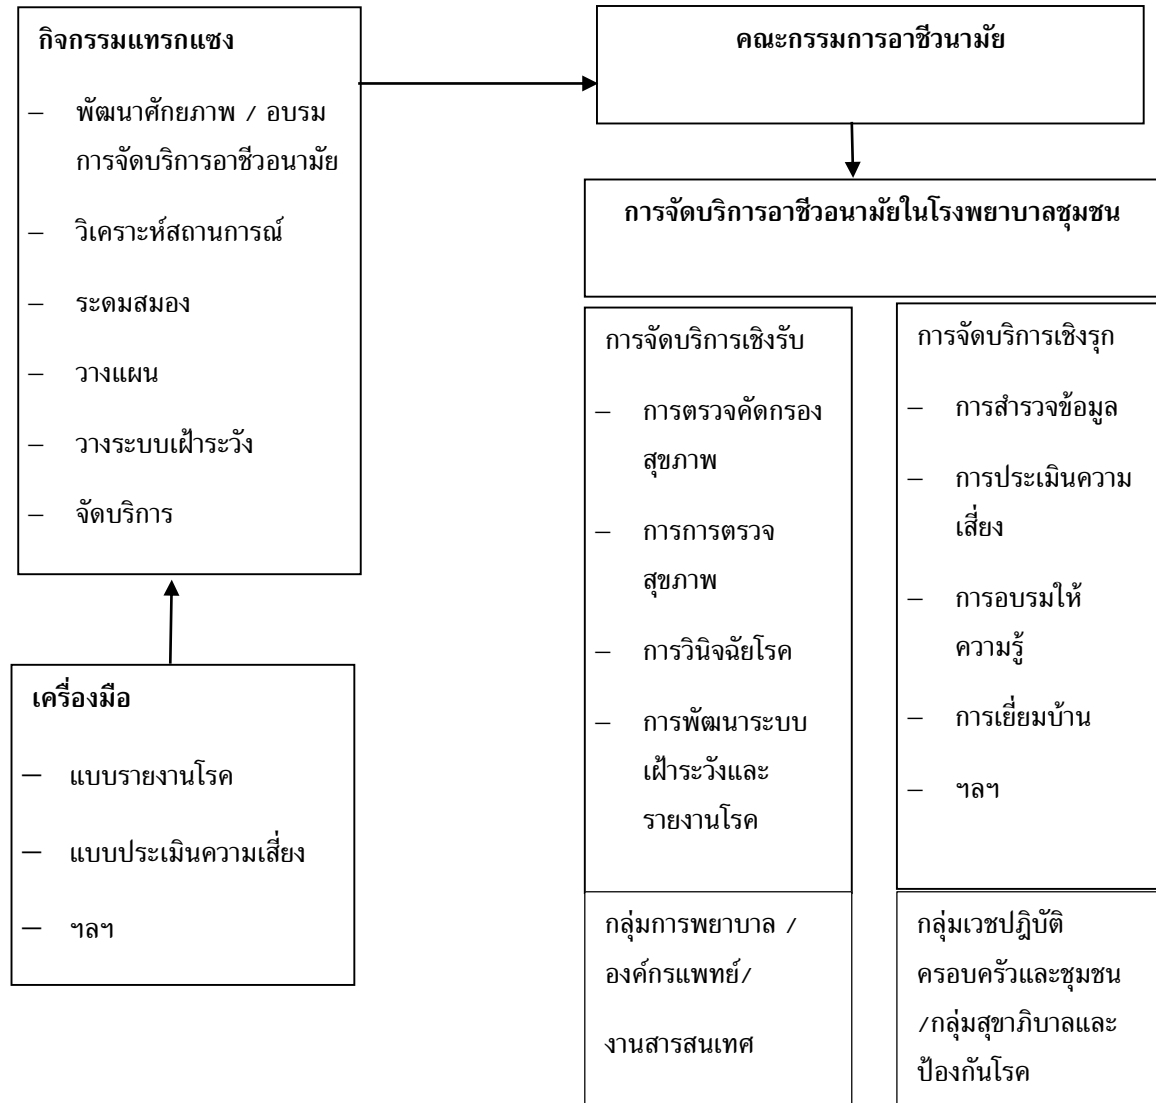 กิจกรรมแทรกแซง
– พัฒนาศักยภาพ / อบรม
การจัดบริการอาชีวอนามัย
– วิเคราะห์สถานการณ์
– ระดมสมอง
– วางแผน
– วางระบบเฝ้าระวัง
– จัดบริการ
เครื่องมือ
– แบบรายงานโรค
– แบบประเมินความเสี่ยง
– ฯลฯ
คณะกรรมการอาชีวนามัย
การจัดบริการอาชีวอนามัยในโรงพยาบาลชุมชน
การจัดบริการเชิงรับ
– การตรวจคัดกรอง
สุขภาพ
– การการตรวจ
สุขภาพ
– การวินิจฉัยโรค
– การพัฒนาระบบ
เฝ้าระวังและ
รายงานโรค
กลุ่มการพยาบาล /
องค์กรแพทย์/
งานสารสนเทศ
การจัดบริการเชิงรุก
– การสำรวจข้อมูล
– การประเมินความ
เสี่ยง
– การอบรมให้
ความรู้
– การเยี่ยมบ้าน
– ฯลฯ
กลุ่มเวชปฎิบัติ
ครอบครัวและชุมชน
/กลุ่มสุขาภิบาลและ
ป้องกันโรค